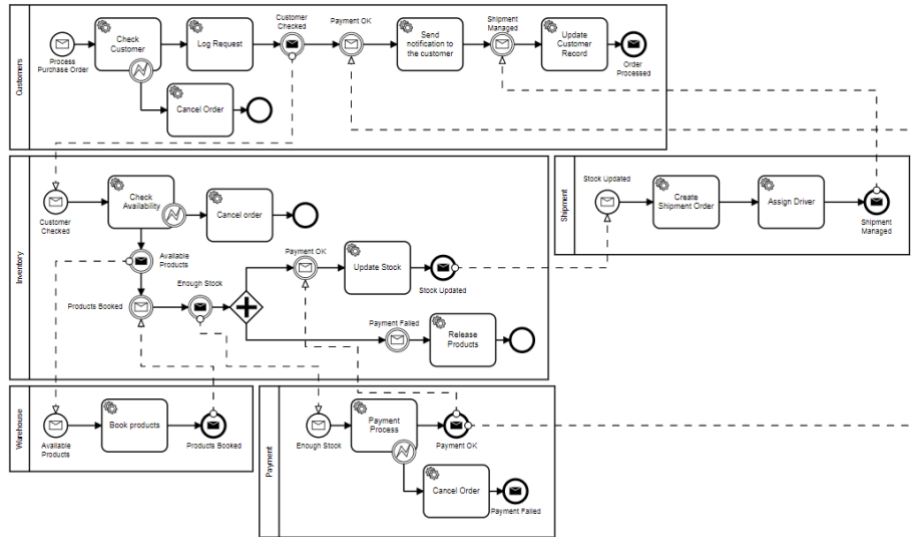 Customers
Process
Purchase Order
Check
Customer
Log Request
Customer
Checked
Payment OK
Send
notification to
the customer
Shipment
Managed
Update
Customer
Record
Order
Processed
Cancel Order
Inventory
Customer
Checked
Check
Availability
Cancel order
Available
Products
Products Booked
Enough Stock
Payment OK
Update Stock
Stock Updated
Payment Failed
Release
Products
Shipment
Stock Updated
Create
Shipment Order
Assign Driver
Shipment
Managed
Warehouse
Available
Products
Book products
Products Booked
Payment
Enough Stock
Payment
Process
Payment OK
Cancel Order
Payment Failed